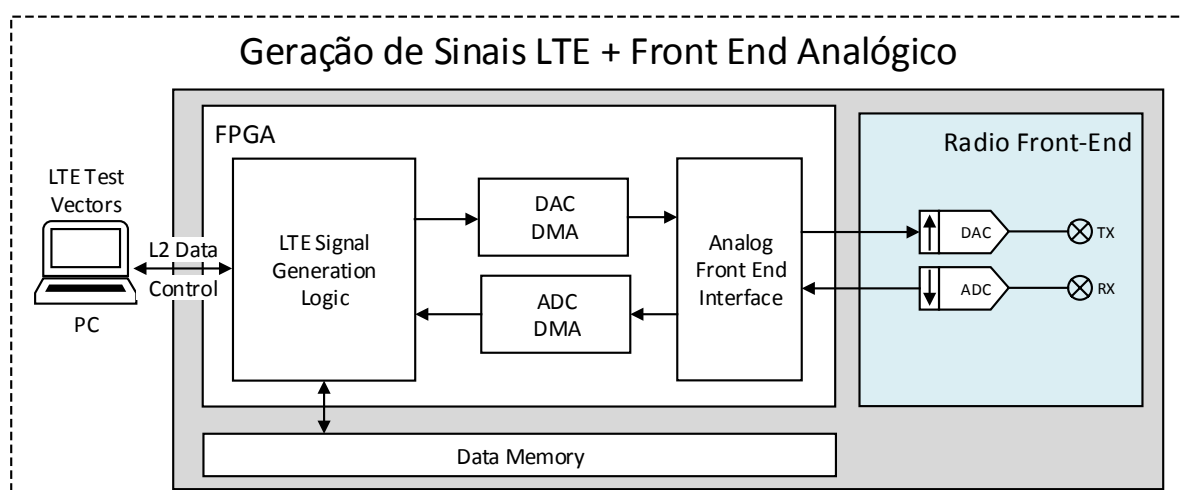 Geração de Sinais LTE + Front End Analógico
FPGA
Radio Front-End
LTE Test
Vectors
L2 Data
Control
PC
LTE Signal
Generation
Logic
DAC
DMA
ADC
DMA
Analog
Front End
Interface
DAC
TX
ADC
RX
Data Memory